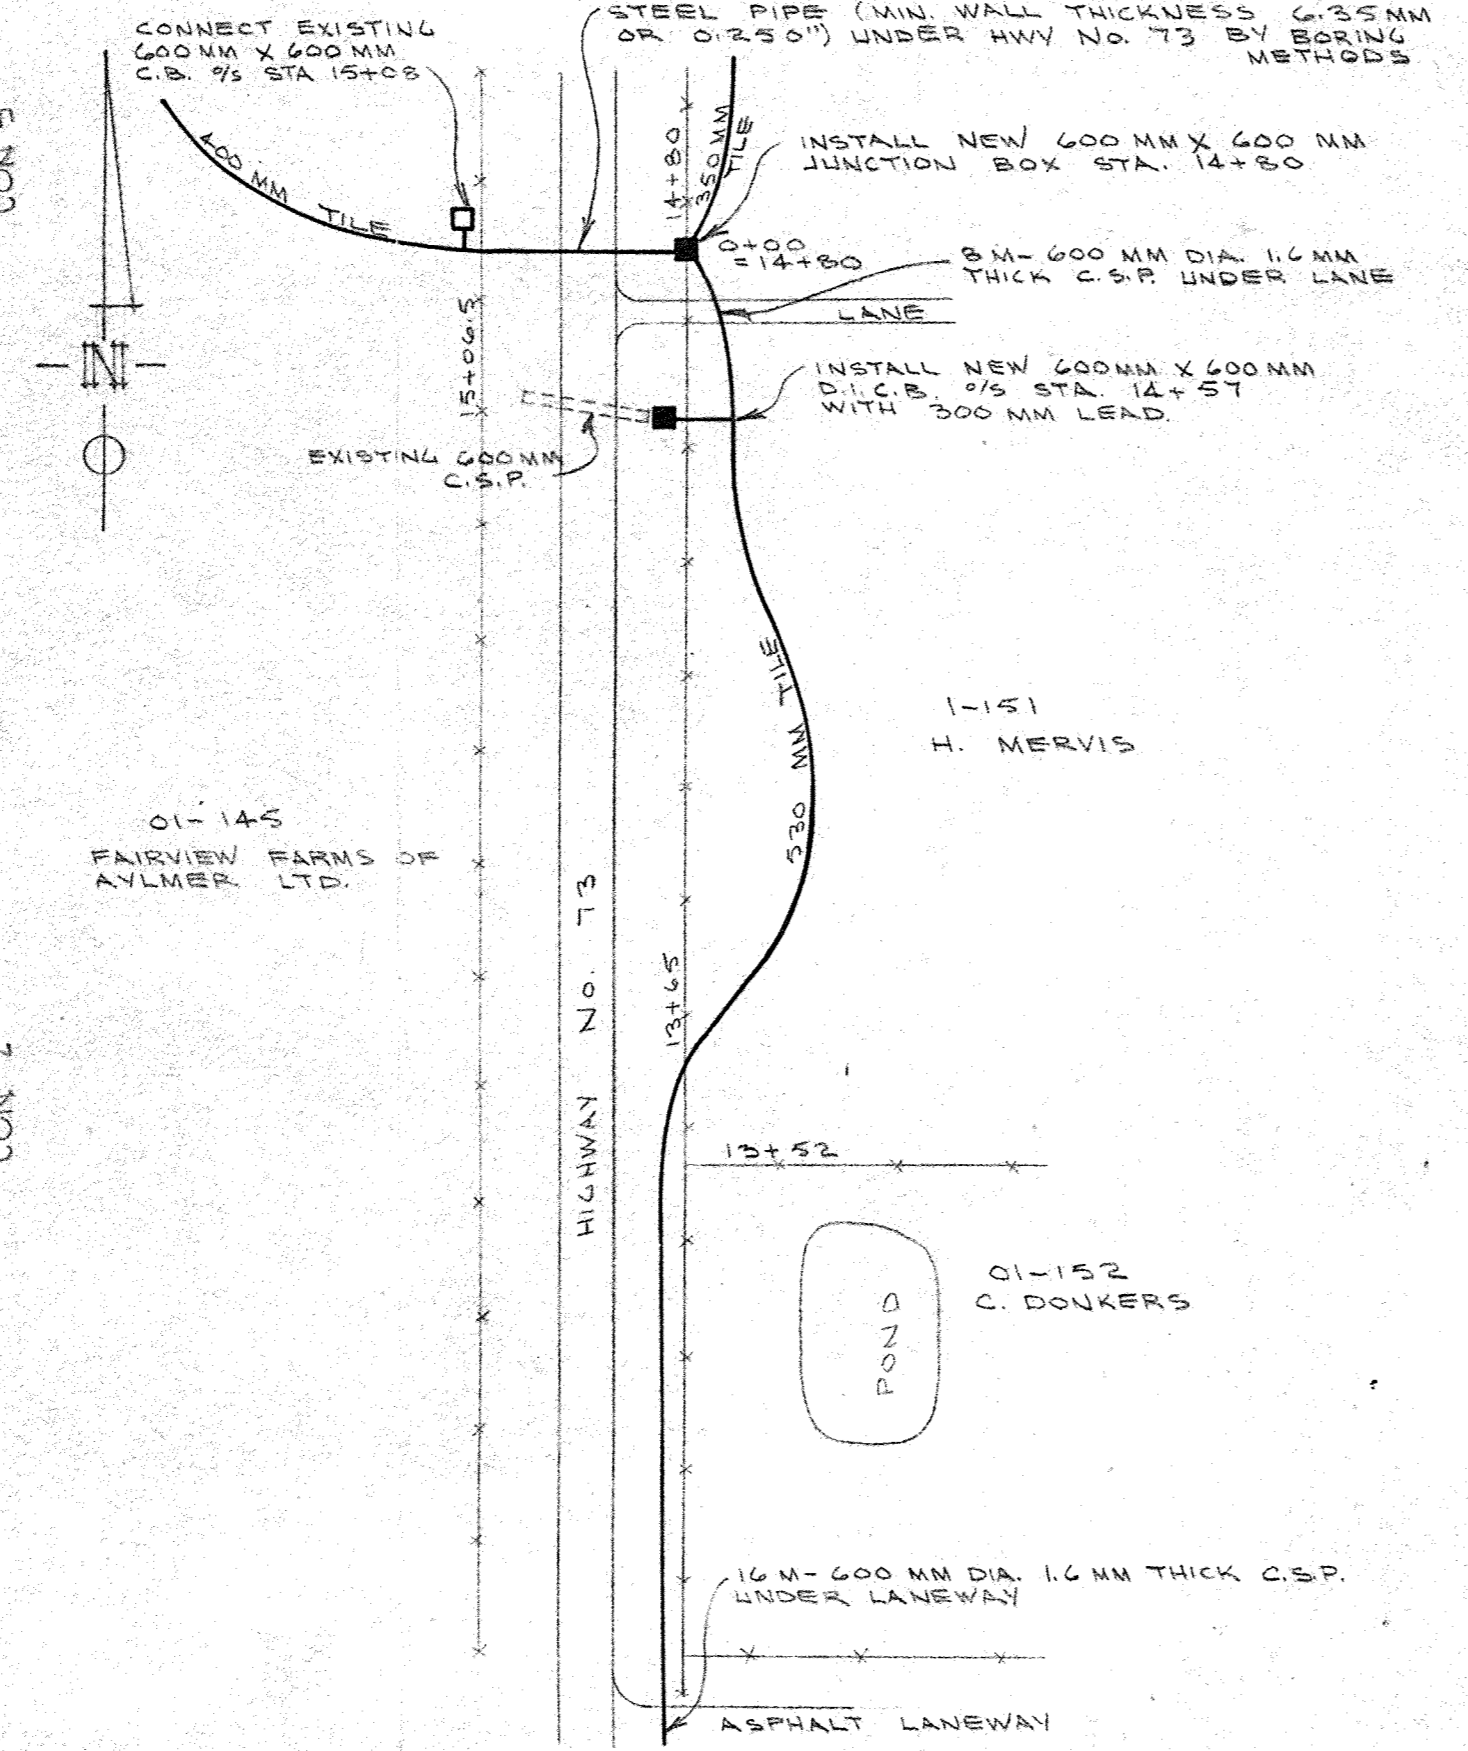 CONNECT EXISTING
600 MM X 600 MM
C.B. O/S STA 15+08
STEEL PIPE (MIN. WALL THICKNESS 6.35 MM
OR 0.250") UNDER HWY No. 73 BY BORING
METHODS
CON 5
400 MM TILE
14+80
350 MM TILE
INSTALL NEW 600 MM X 600 MM
JUNCTION BOX STA. 14+80
0+00
= 14+80
8 M- 600 MM DIA. 1.6 MM
THICK C.S.P. UNDER LANE
LANE
N
15+06.5
INSTALL NEW 600 MM X 600 MM
D.I.C.B. O/S STA. 14+57
WITH 300 MM LEAD.
EXISTING 600 MM
C.S.P.
530 MM TILE
1-151
H. MERVIS
01-145
FAIRVIEW FARMS OF
AYLMER LTD.
HIGHWAY No. 73
13+65
CON
13+52
01-152
C. DONKERS
POND
16 M- 600 MM DIA. 1.6 MM THICK C.S.P.
UNDER LANEWAY
ASPHALT LANEWAY